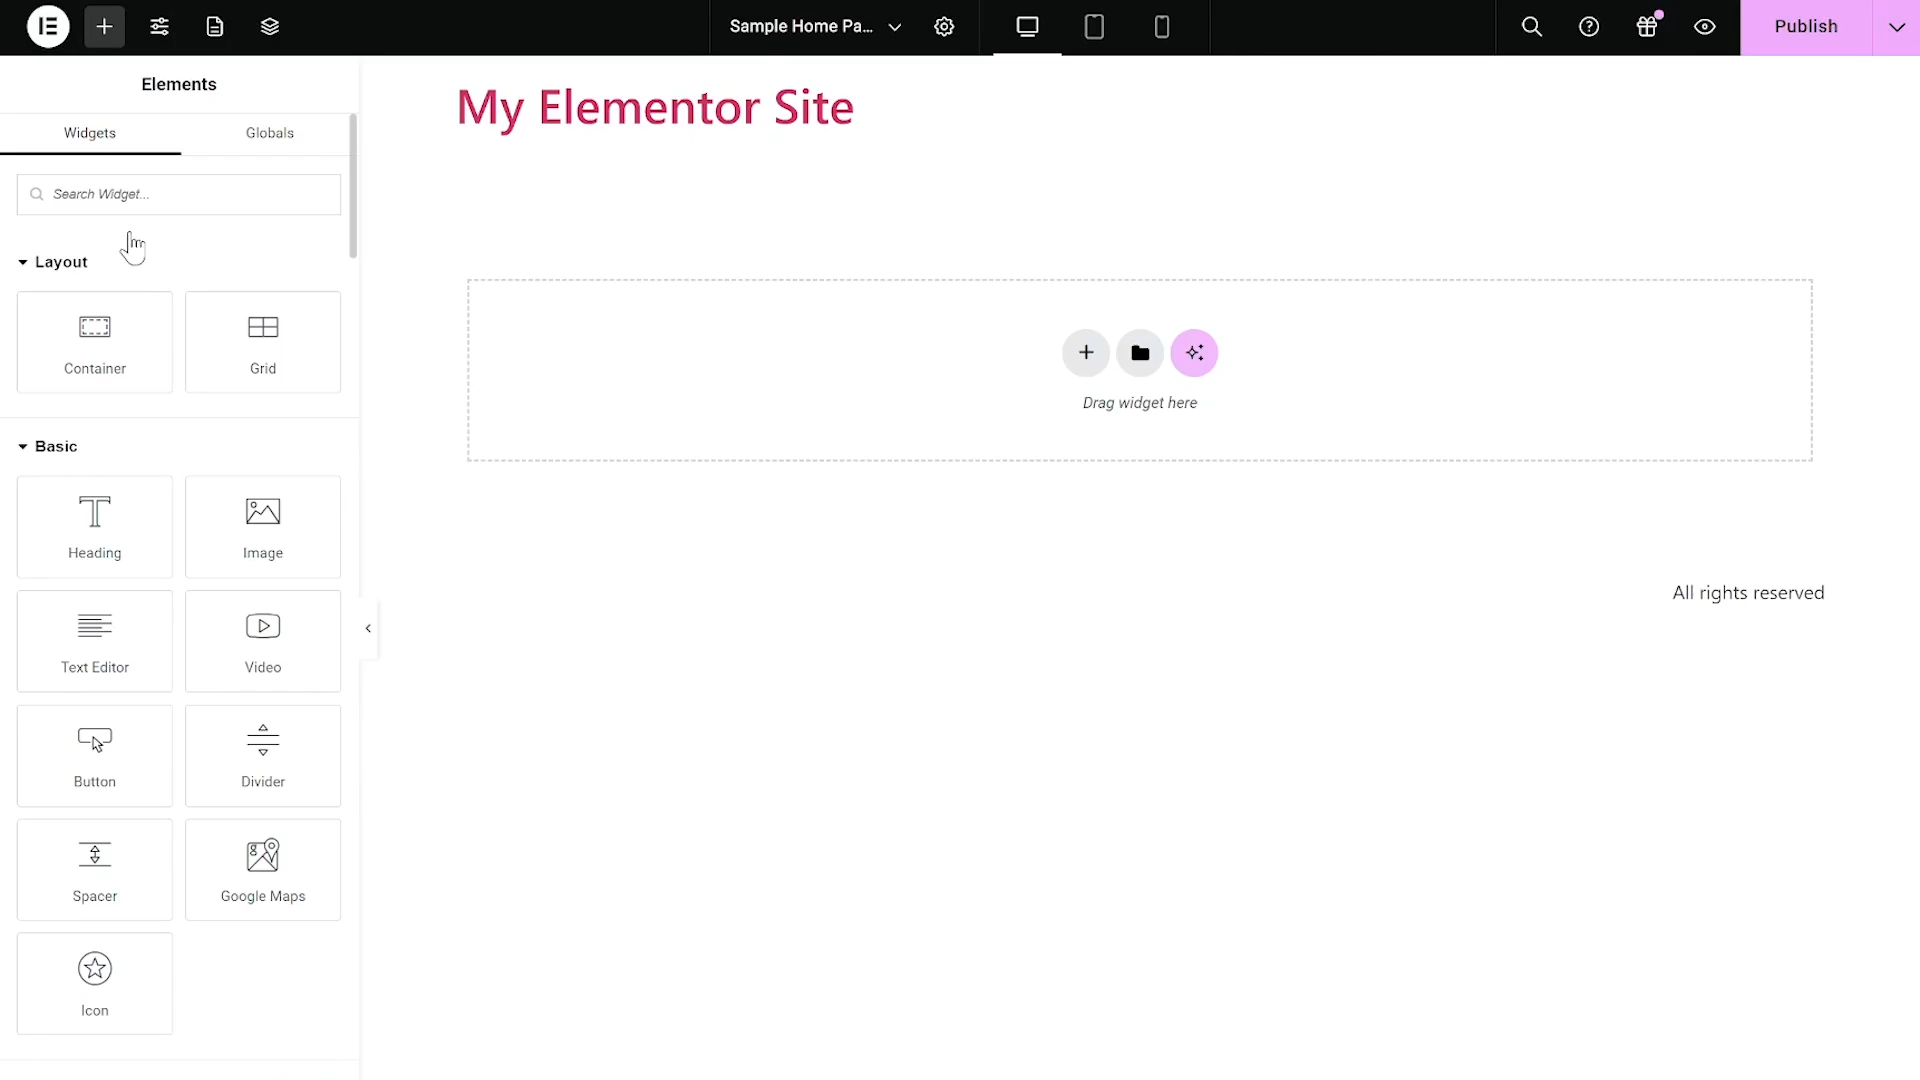 Sample Home Pa...
Publish
Elements
Widgets
Globals
Search Widget...
Layout
Container
Grid
Basic
Heading
Image
Text Editor
Video
Button
Divider
Spacer
Google Maps
Icon
My Elementor Site
Drag widget here
All rights reserved